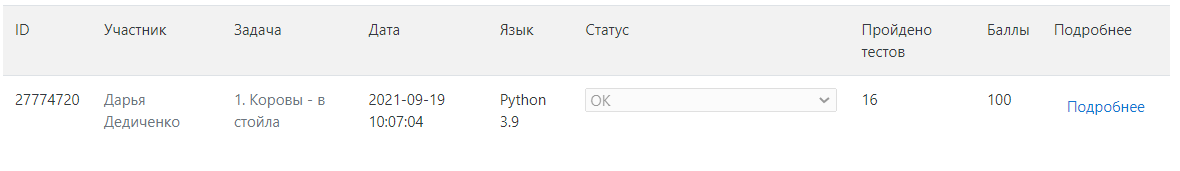 ID Участник Задача Дата Язык Статус Пройдено тестов Баллы Подробнее
27774720 Дарья Дедиченко 1. Коровы - в стойла 2021-09-19 10:07:04 Python 3.9 OK 16 100 Подробнее